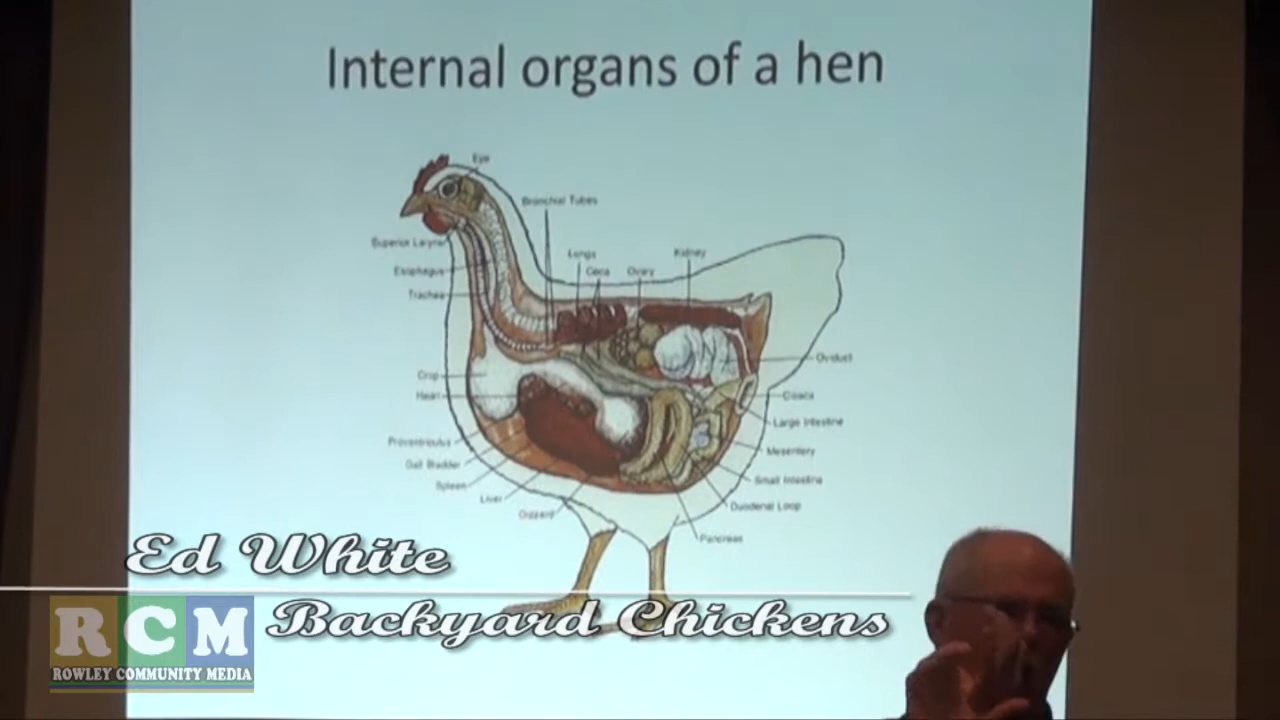 Internal organs of a hen
Eye
Bronchial Tubes
Superior Larynx
Lungs
Kidney
Esophagus
Ceca
Ovary
Trachea
Oviduct
Crop
Heart
Cloaca
Large Intestine
Proventriculus
Mesentery
Gall Bladder
Spleen
Small Intestine
Liver
Duodenal Loop
Gizzard
Pancreas
Ed White
Backyard Chickens
RCM
ROWLEY COMMUNITY MEDIA